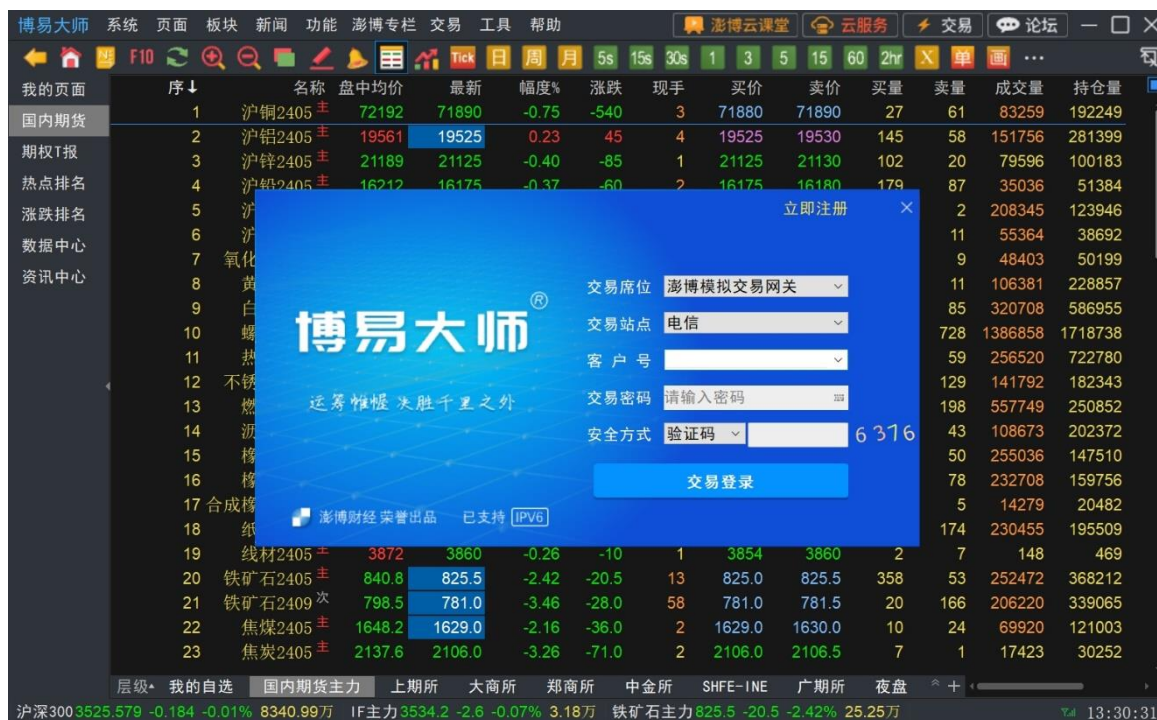 博易大师 系统 页面 板块 新闻 功能 澎博专栏 交易 工具 帮助 澎博云课堂 云服务 交易 论坛
F10 Tick 日 周 月 5s 15s 30s 1 3 5 15 60 2hr X 单 画 ···
我的页面
国内期货
期权T报
热点排名
涨跌排名
数据中心
资讯中心
序↓ 名称 盘中均价 最新 幅度% 涨跌 现手 买价 卖价 买量 卖量 成交量 持仓量
1 沪铜2405主 72192 71890 -0.75 -540 3 71880 71890 27 61 83259 192249
2 沪铝2405主 19561 19525 0.23 45 4 19525 19530 145 58 151756 281399
3 沪锌2405主 21189 21125 -0.40 -85 1 21125 21130 102 20 79596 100183
4 沪铅2405主 16212 16175 -0.37 -60 2 16175 16180 179 87 35036 51384
5 沪 2 208345 123946
6 沪 11 55364 38692
7 氧化 9 48403 50199
8 黄 11 106381 228857
9 白 85 320708 586955
10 螺 728 1386858 1718738
11 热 59 256520 722780
12 不锈 129 141792 182343
13 燃 198 557749 250852
14 沥 43 108673 202372
15 橡 50 255036 147510
16 橡 78 232708 159756
17 合成橡 5 14279 20482
18 纸 174 230455 195509
19 线材2405主 3872 3860 -0.26 -10 1 3854 3860 2 7 148 469
20 铁矿石2405主 840.8 825.5 -2.42 -20.5 13 825.0 825.5 358 53 252472 368212
21 铁矿石2409次 798.5 781.0 -3.46 -28.0 58 781.0 781.5 20 166 206220 339065
22 焦煤2405主 1648.2 1629.0 -2.16 -36.0 2 1629.0 1630.0 10 24 69920 121003
23 焦炭2405主 2137.6 2106.0 -3.26 -71.0 2 2106.0 2106.5 7 1 17423 30252
立即注册
博易大师®
运筹帷幄 决胜千里之外
澎博财经 荣誉出品 已支持 IPV6
交易席位 澎博模拟交易网关
交易站点 电信
客户号
交易密码 请输入密码
安全方式 验证码 6376
交易登录
层级 我的自选 国内期货主力 上期所 大商所 郑商所 中金所 SHFE-INE 广期所 夜盘
沪深300 3525.579 -0.184 -0.01% 8340.99万 IF主力 3534.2 -2.6 -0.07% 3.18万 铁矿石主力 825.5 -20.5 -2.42% 25.25万 13:30:31